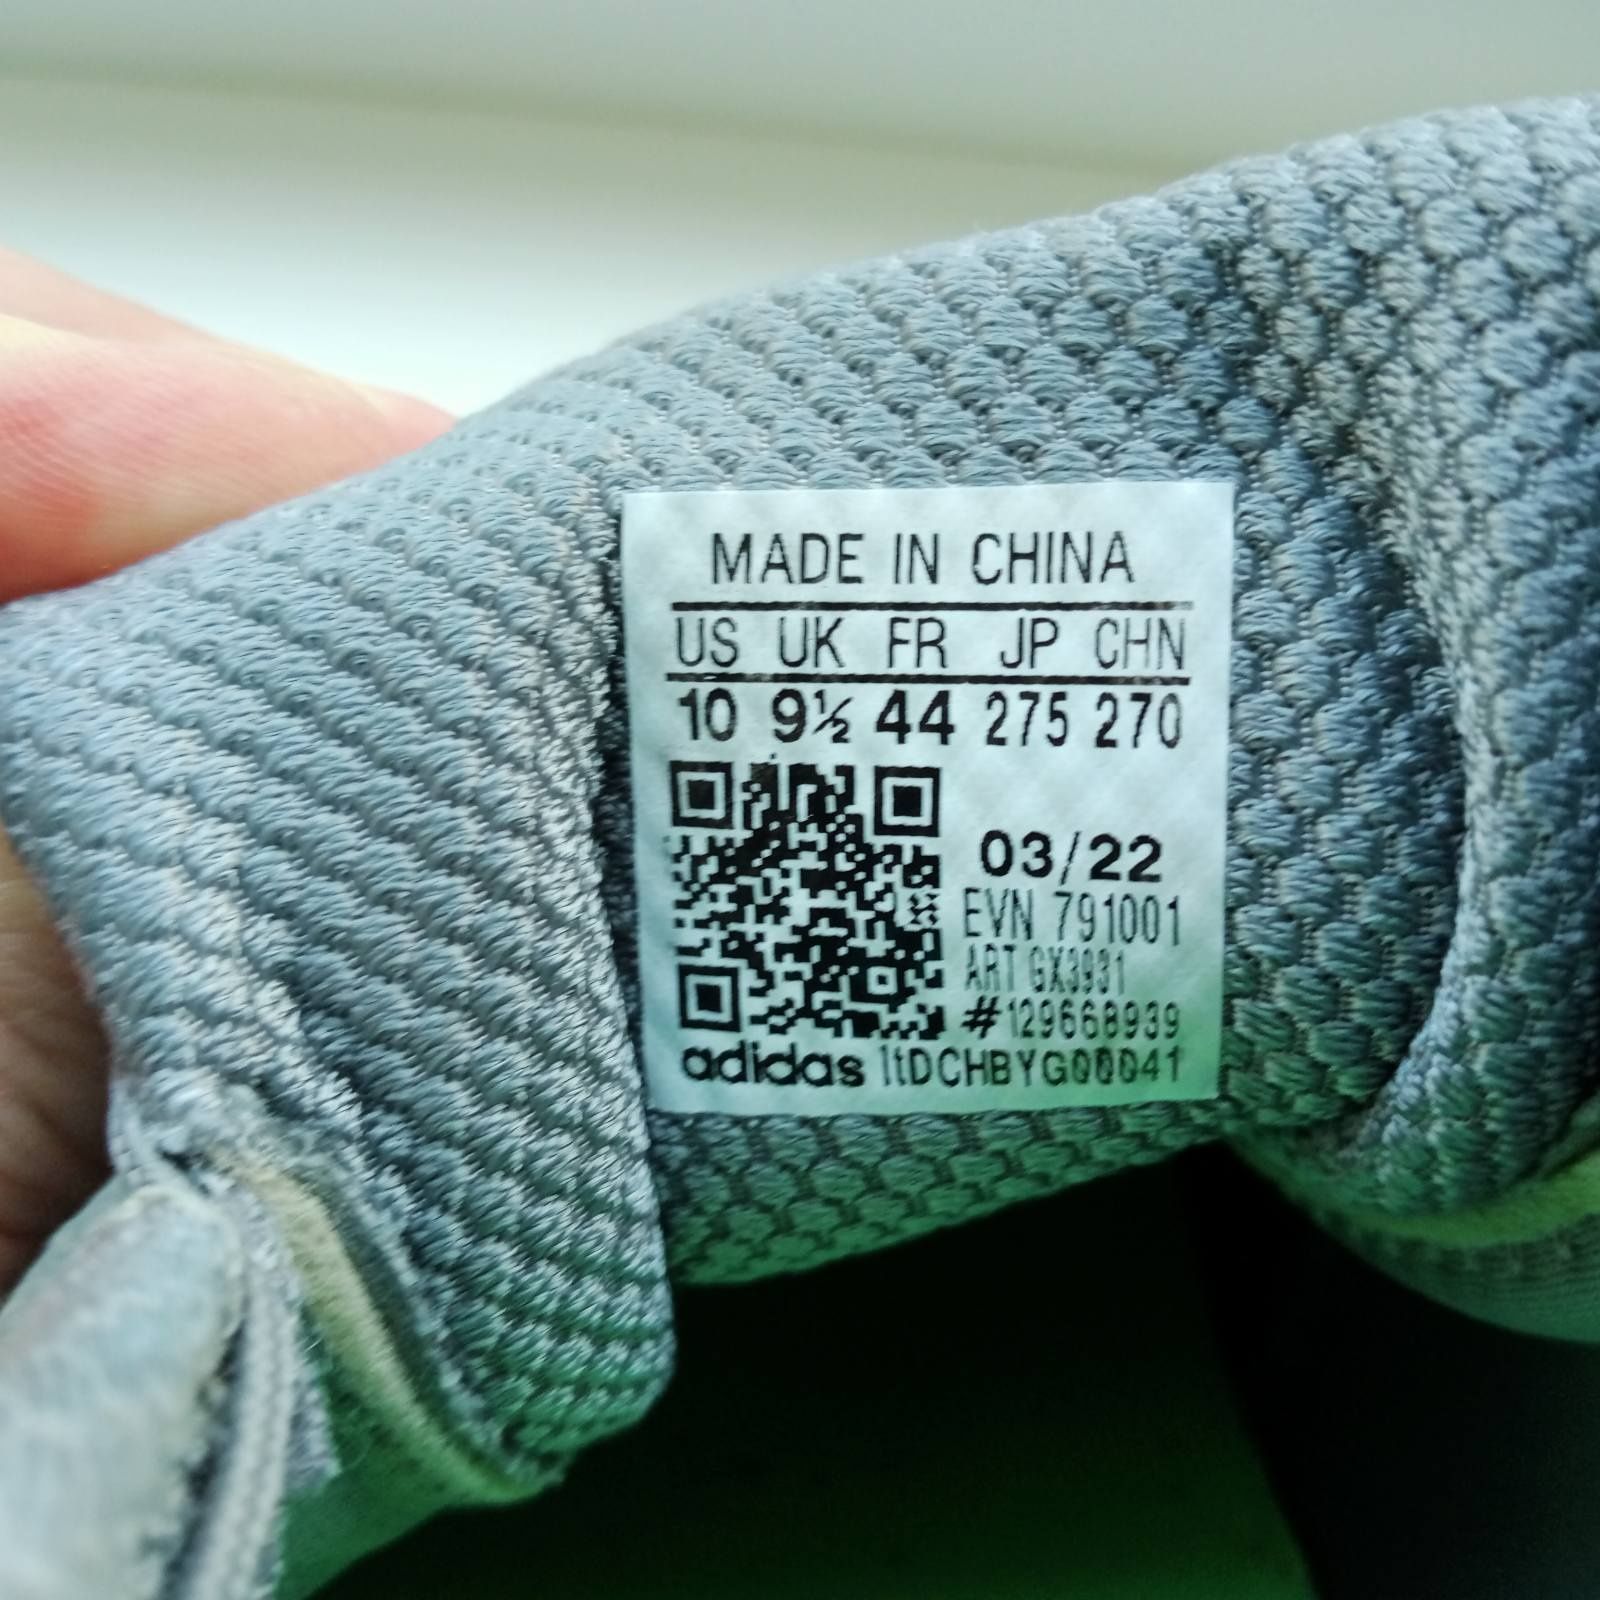 MADE IN CHINA
US UK FR JP CHN
10 9½ 44 275 270
03/22
EVN 791001
ART GX3931
#129668939
adidas 1tDCHBYG00041